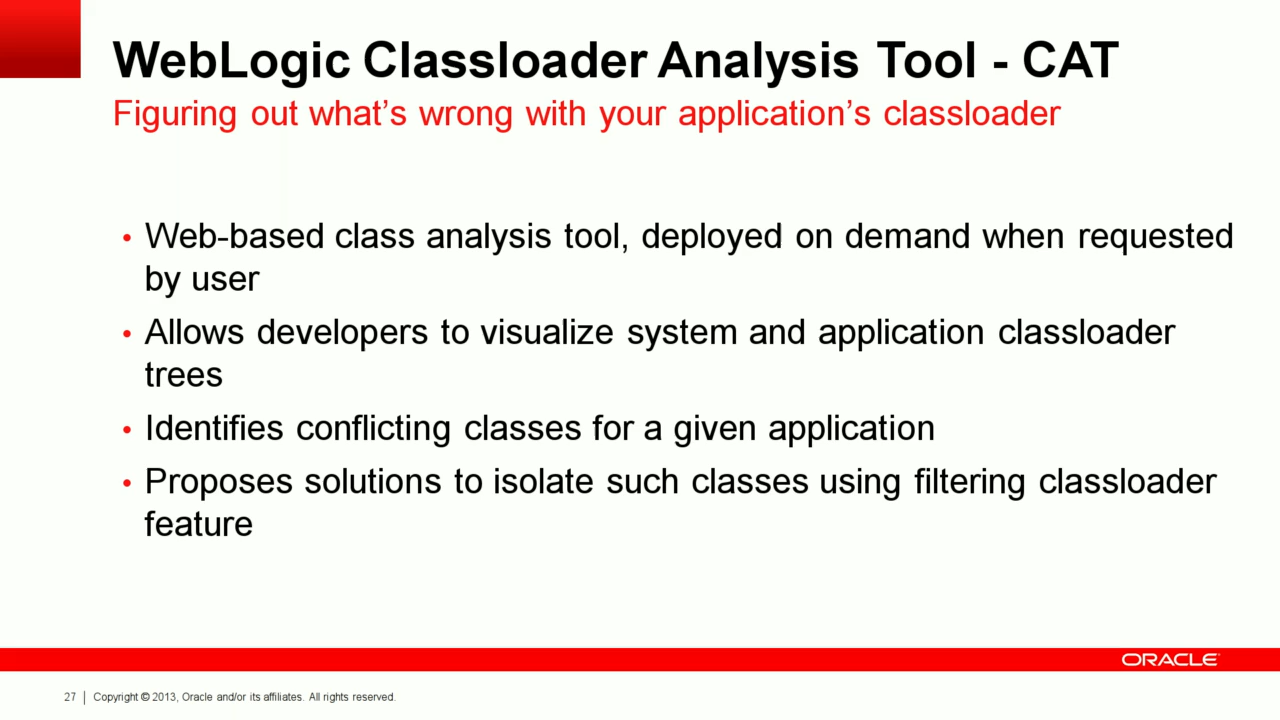 WebLogic Classloader Analysis Tool - CAT
Figuring out what’s wrong with your application’s classloader
• Web-based class analysis tool, deployed on demand when requested
by user
• Allows developers to visualize system and application classloader
trees
• Identifies conflicting classes for a given application
• Proposes solutions to isolate such classes using filtering classloader
feature
ORACLE
27 | Copyright © 2013, Oracle and/or its affiliates. All rights reserved.